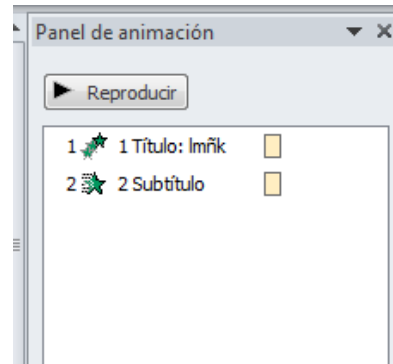 Panel de animación
Reproducir
1 1 Título: lmñk
2 2 Subtítulo